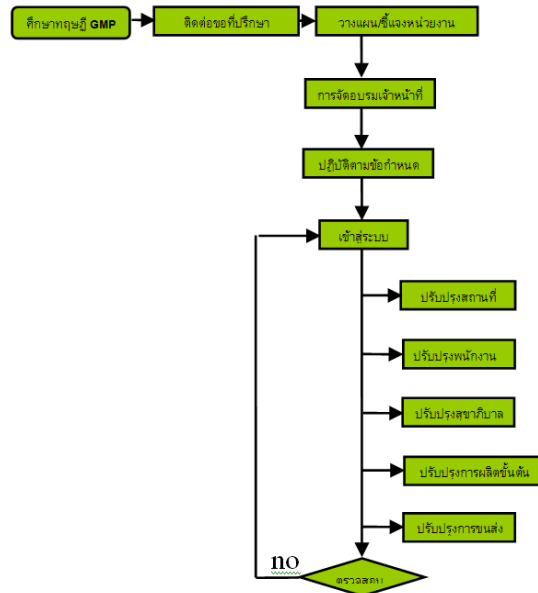 ศึกษาทฤษฎี GMP
ติดต่อขอที่ปรึกษา
วางแผน/ชี้แจงหน่วยงาน
การจัดอบรมเจ้าหน้าที่
ปฏิบัติตามข้อกำหนด
เข้าสู่ระบบ
ปรับปรุงสถานที่
ปรับปรุงพนักงาน
ปรับปรุงสุขาภิบาล
ปรับปรุงการผลิตขั้นต้น
ปรับปรุงการขนส่ง
no
ตรวจสอบ